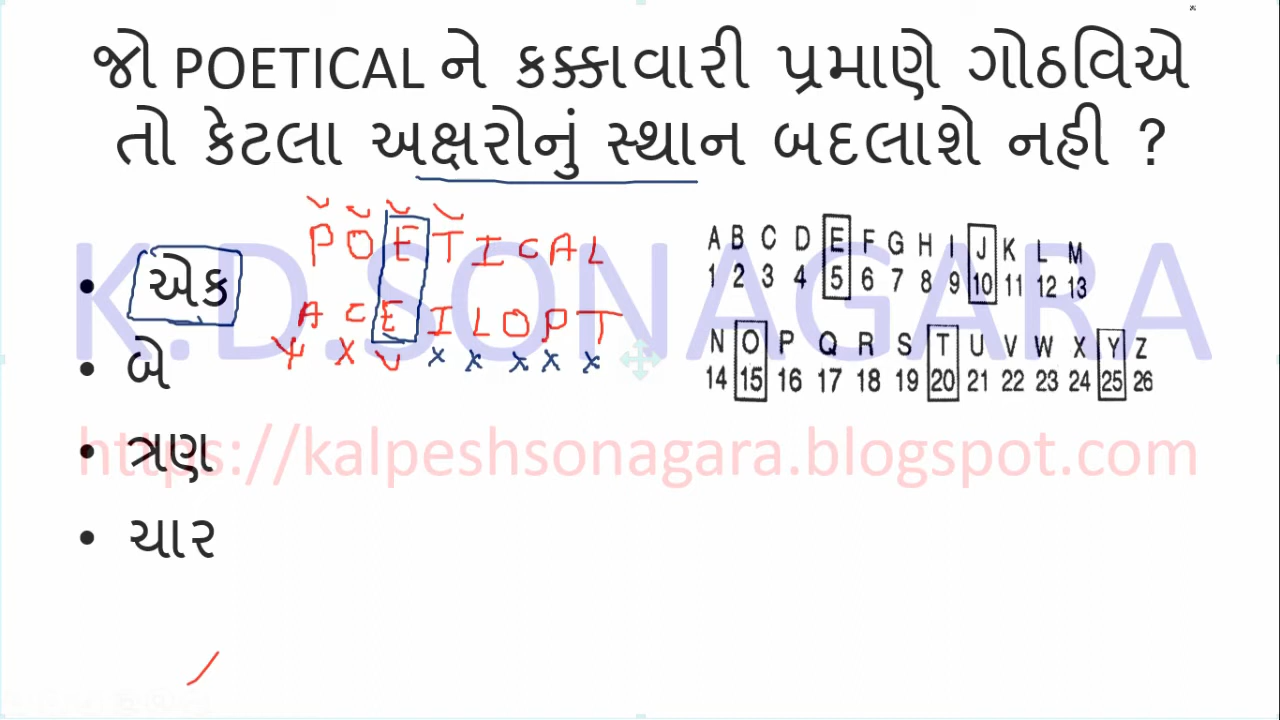 જો POETICAL ને કક્કાવારી પ્રમાણે ગોઠવિએ
તો કેટલા અક્ષરોનું સ્થાન બદલાશે નહી ?
P O E T I C A L
A C E I L O P T
• એક
• બે
• ત્રણ
• ચાર
A B C D E F G H I J K L M
1 2 3 4 5 6 7 8 9 10 11 12 13
N O P Q R S T U V W X Y Z
14 15 16 17 18 19 20 21 22 23 24 25 26
K.D.SONAGARA
https://kalpeshsonagara.blogspot.com